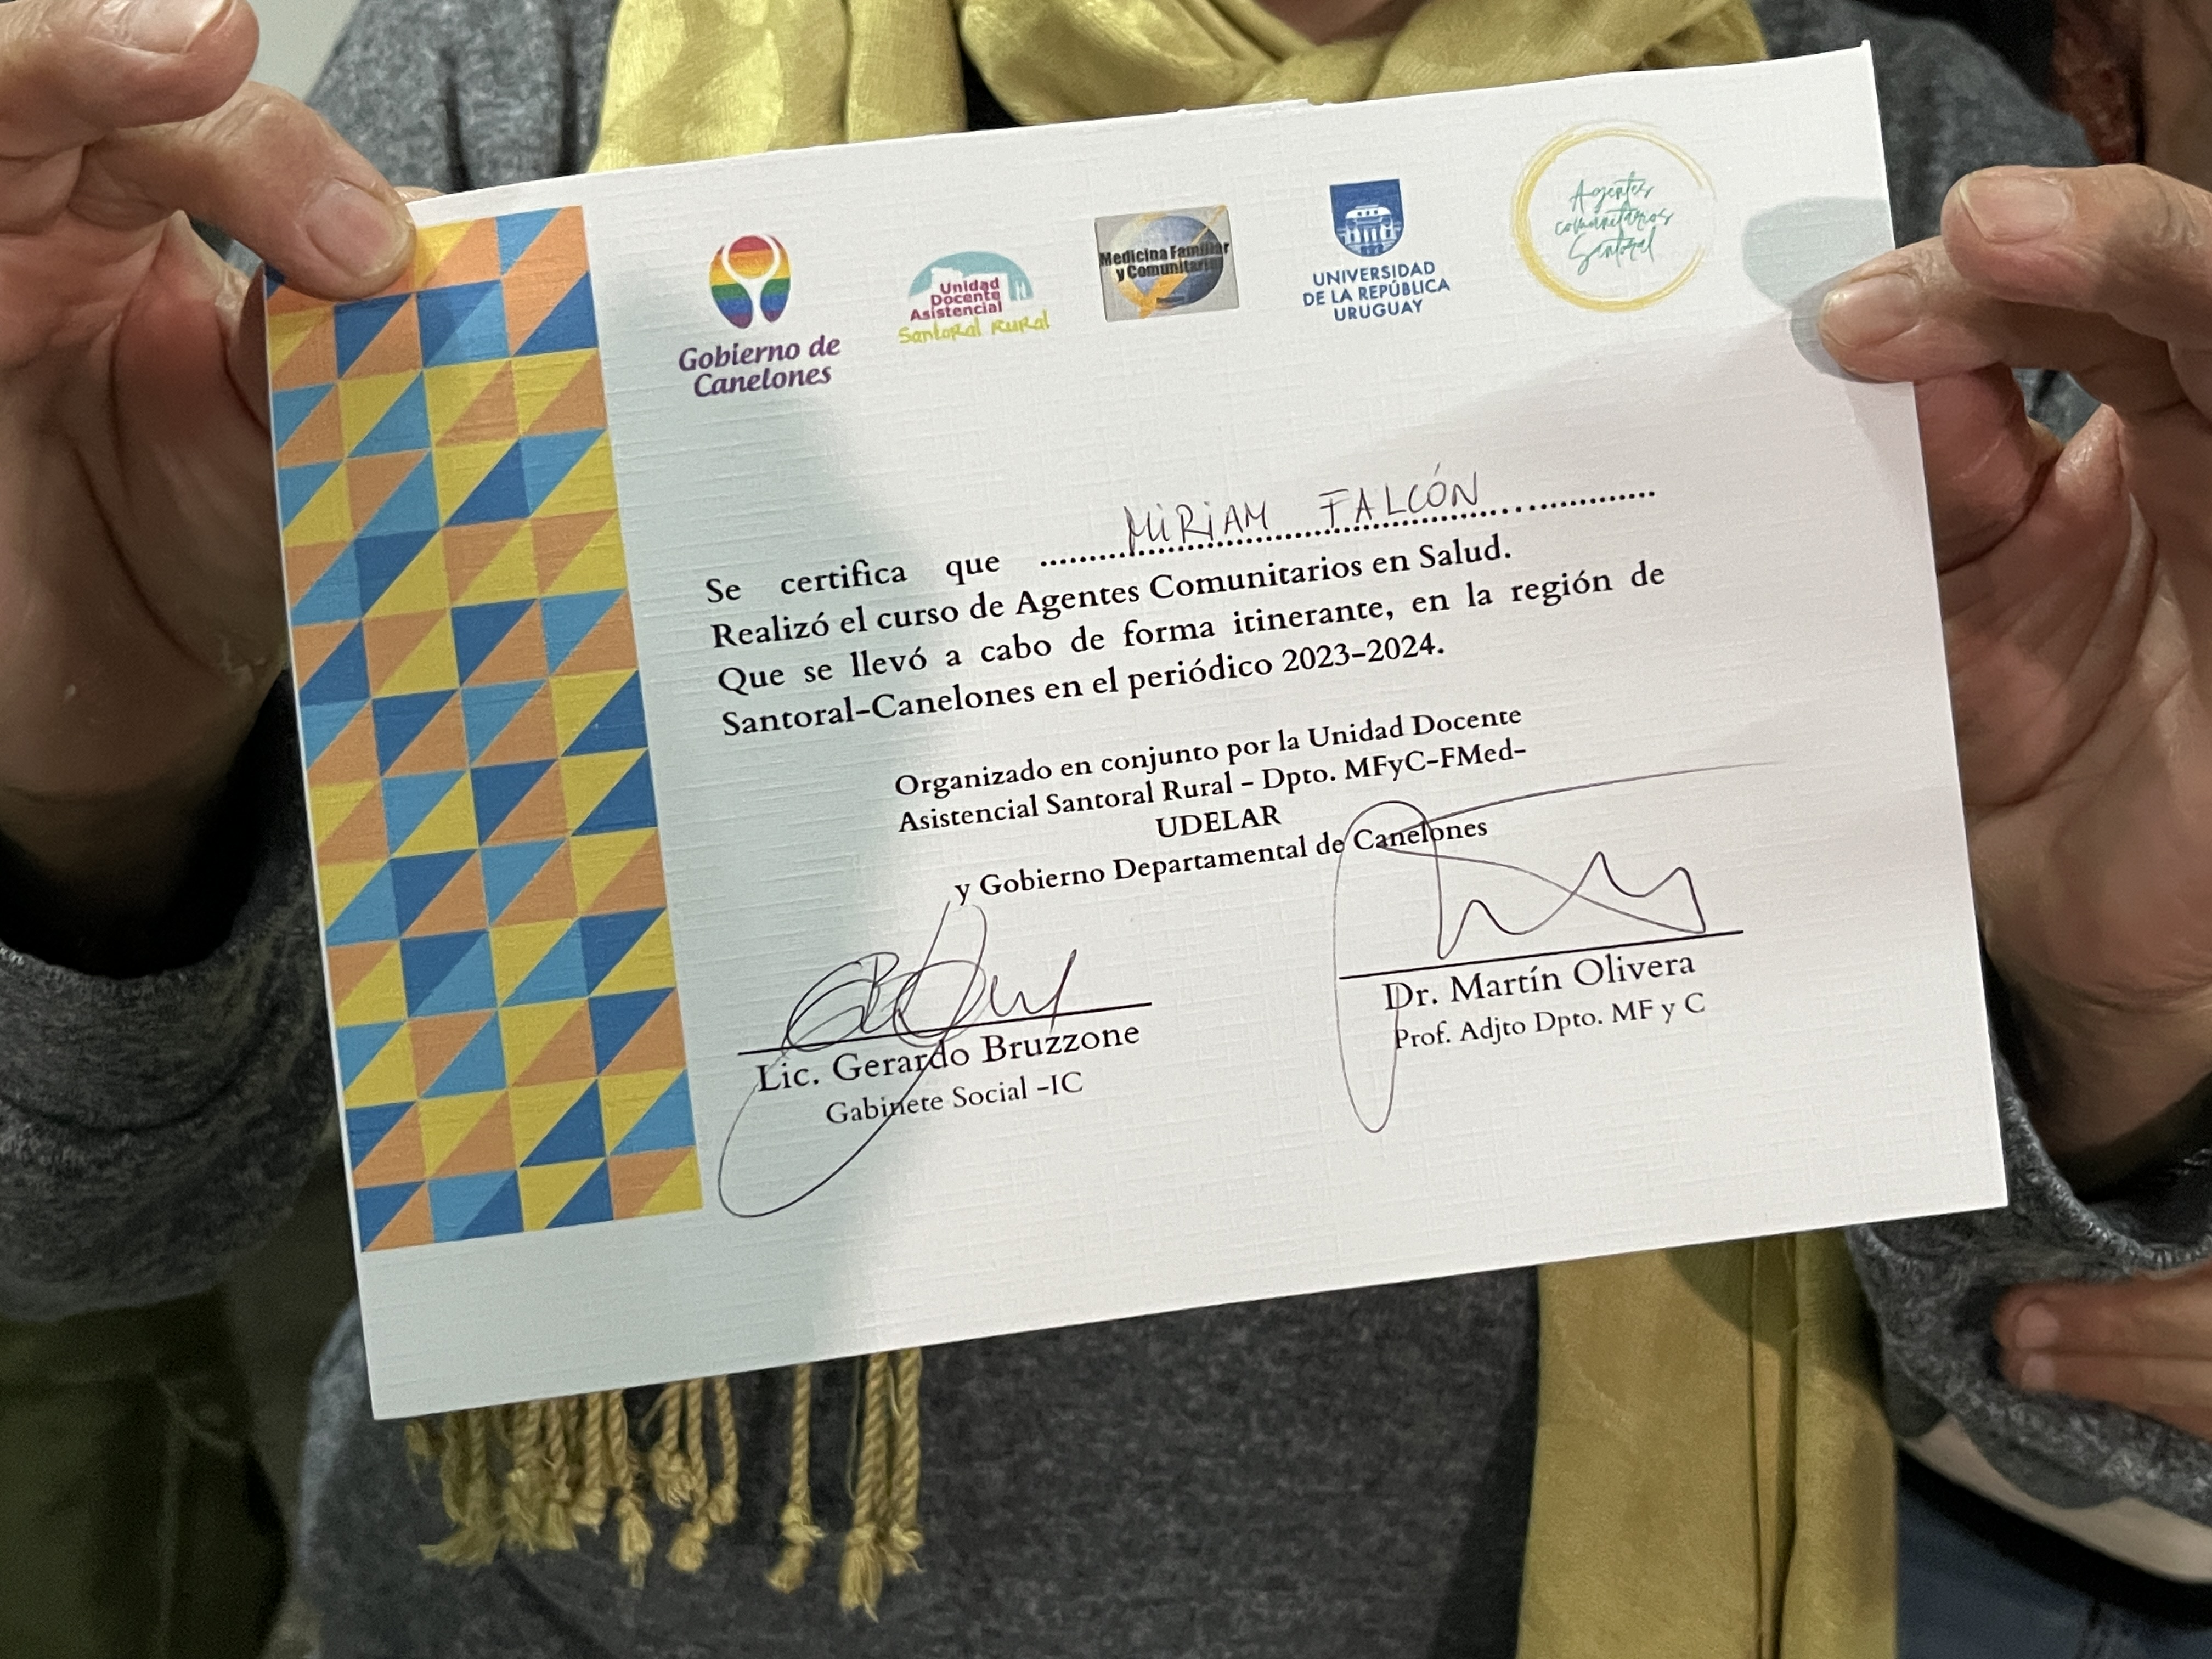 Gobierno de
Canelones
Unidad
Docente
Asistencial
Santoral Rural
Medicina Familiar
y Comunitaria
UNIVERSIDAD
DE LA REPÚBLICA
URUGUAY
Agentes
comunitarios
Santoral
Se certifica que MIRIAM FALCÓN
Realizó el curso de Agentes Comunitarios en Salud.
Que se llevó a cabo de forma itinerante, en la región de
Santoral-Canelones en el periódico 2023-2024.
Organizado en conjunto por la Unidad Docente
Asistencial Santoral Rural - Dpto. MFyC-FMed-
UDELAR
y Gobierno Departamental de Canelones
Lic. Gerardo Bruzzone
Gabinete Social -IC
Dr. Martín Olivera
Prof. Adjto Dpto. MF y C